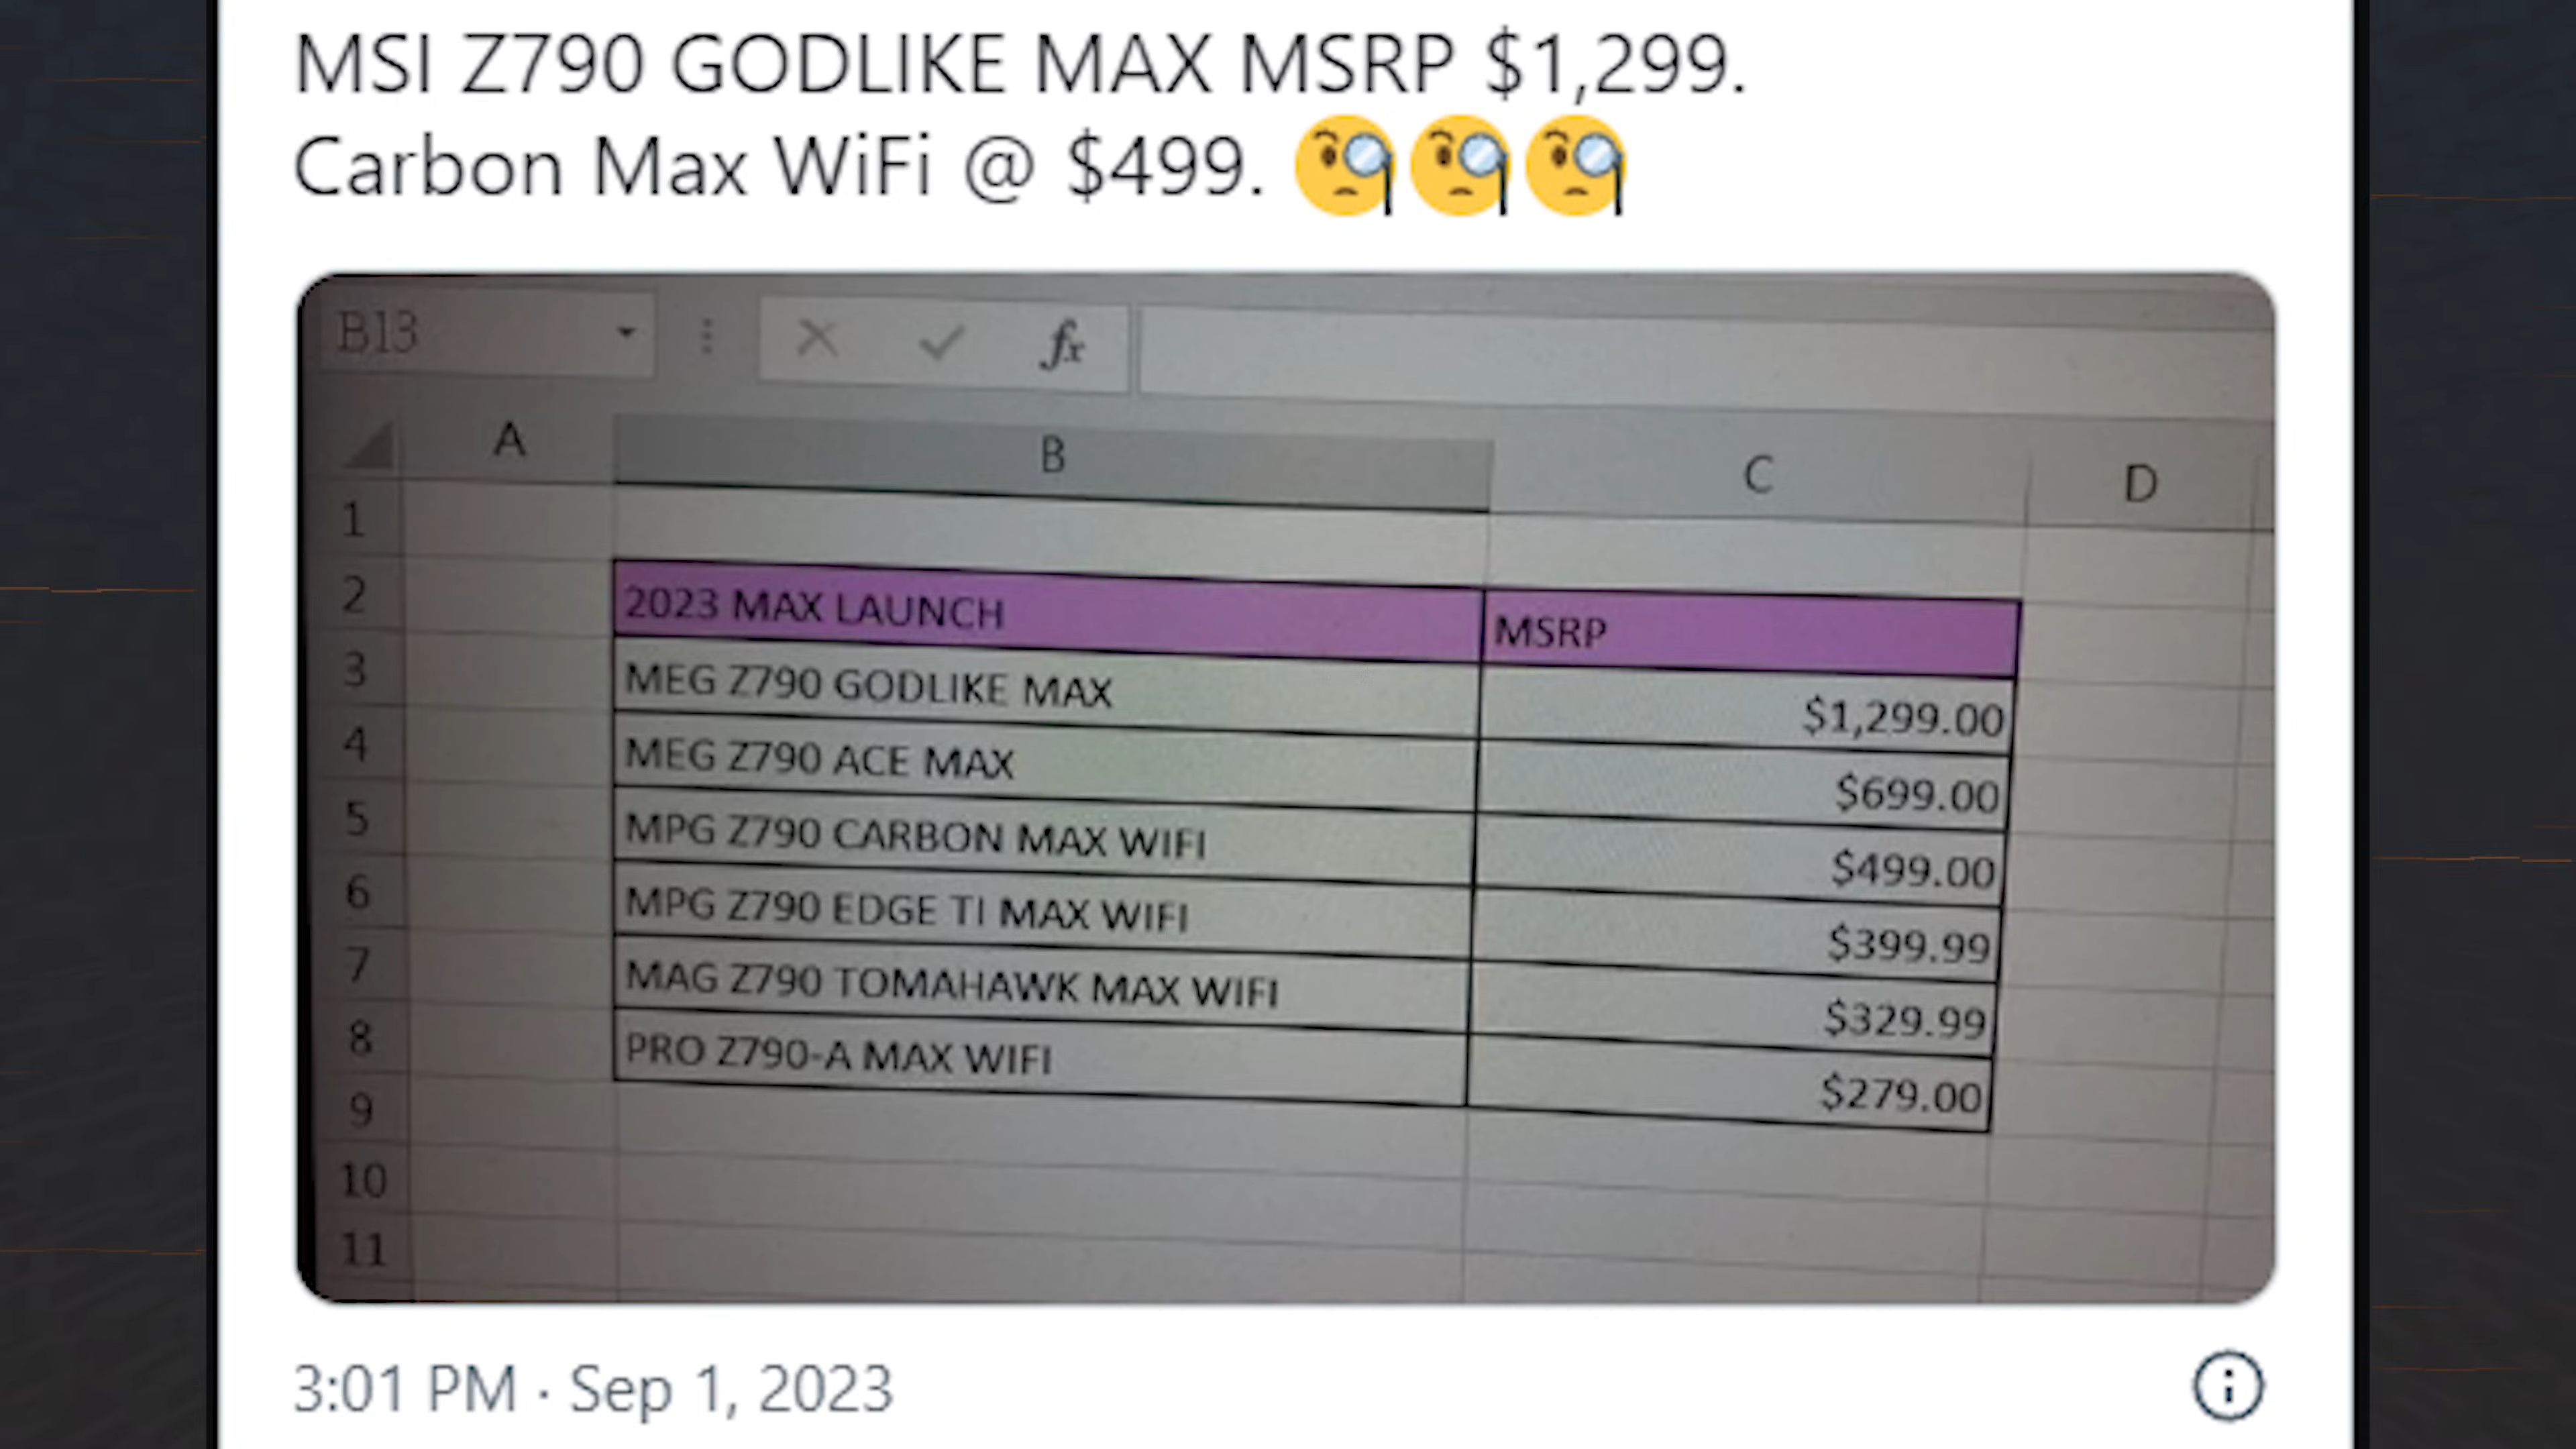 MSI Z790 GODLIKE MAX MSRP $1,299.
Carbon Max WiFi @ $499. 🧐🧐🧐
B13 fx
A B C D
1
2 2023 MAX LAUNCH MSRP
3 MEG Z790 GODLIKE MAX $1,299.00
4 MEG Z790 ACE MAX $699.00
5 MPG Z790 CARBON MAX WIFI $499.00
6 MPG Z790 EDGE TI MAX WIFI $399.99
7 MAG Z790 TOMAHAWK MAX WIFI $329.99
8 PRO Z790-A MAX WIFI $279.00
9
10
11
3:01 PM · Sep 1, 2023